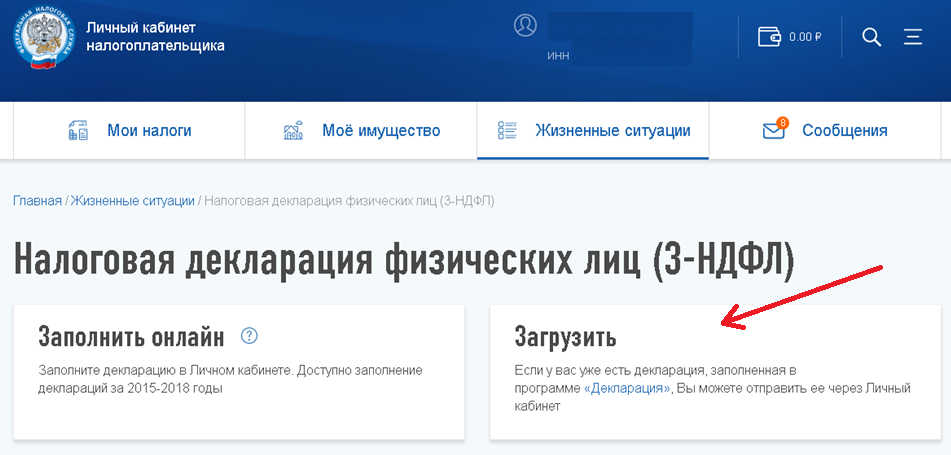 ФЕДЕРАЛЬНАЯ НАЛОГОВАЯ СЛУЖБА
Личный кабинет
налогоплательщика
ИНН
0.00 ₽
Мои налоги
Моё имущество
Жизненные ситуации
8
Сообщения
Главная / Жизненные ситуации / Налоговая декларация физических лиц (3-НДФЛ)
Налоговая декларация физических лиц (3-НДФЛ)
Заполнить онлайн ?
Заполните декларацию в Личном кабинете. Доступно заполнение
деклараций за 2015-2018 годы
Загрузить
Если у вас уже есть декларация, заполненная в
программе «Декларация», Вы можете отправить ее через Личный
кабинет